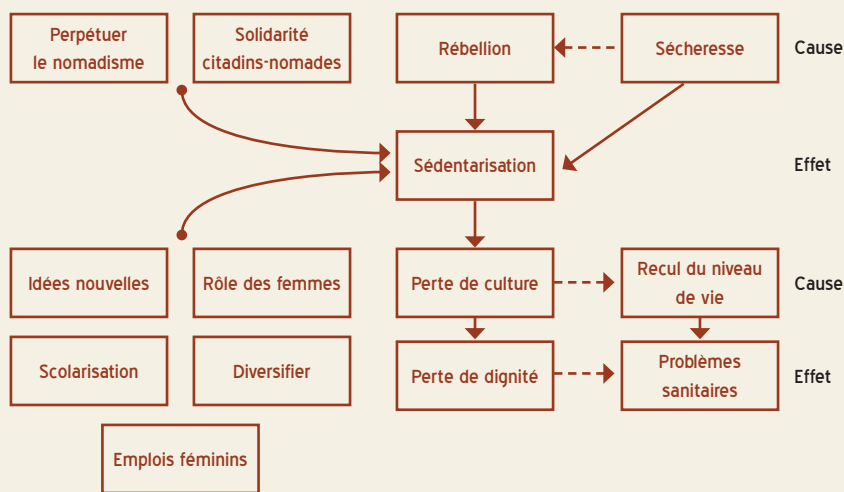 Perpétuer
le nomadisme
Solidarité
citadins-nomades
Rébellion
Sécheresse
Cause
Sédentarisation
Effet
Idées nouvelles
Rôle des femmes
Perte de culture
Recul du niveau
de vie
Cause
Scolarisation
Diversifier
Perte de dignité
Problèmes
sanitaires
Effet
Emplois féminins